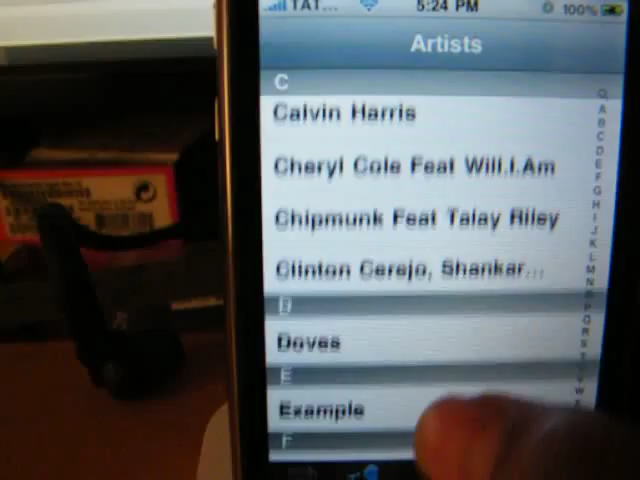 TAT...
5:24 PM
100%
Artists
C
Calvin Harris
Cheryl Cole Feat Will.I.Am
Chipmunk Feat Talay Riley
Clinton Cerejo, Shankar...
D
Doves
E
Example
F
A
B
C
D
E
F
G
H
I
J
K
L
M
N
O
P
Q
R
S
T